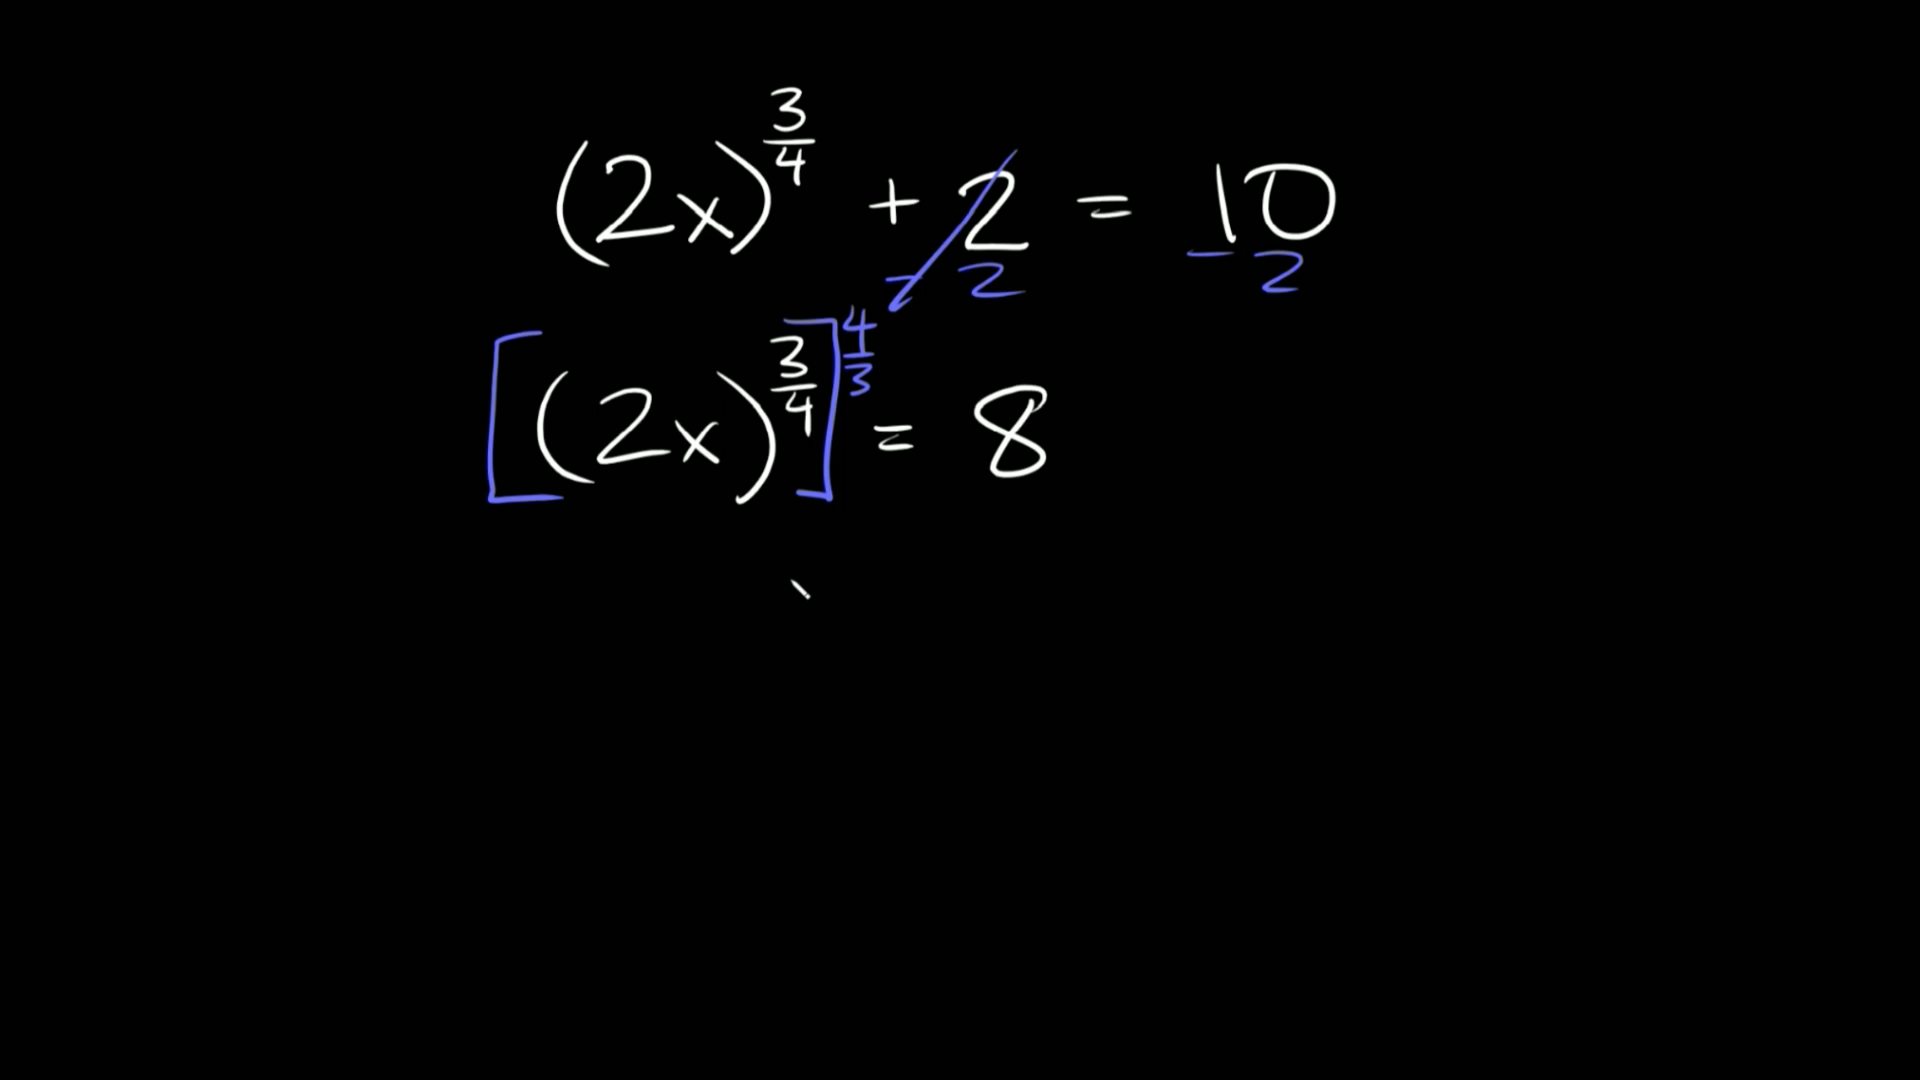 (2x)^{3/4} + 2 = 10
- 2 - 2
[(2x)^{3/4}]^{4/3} = 8